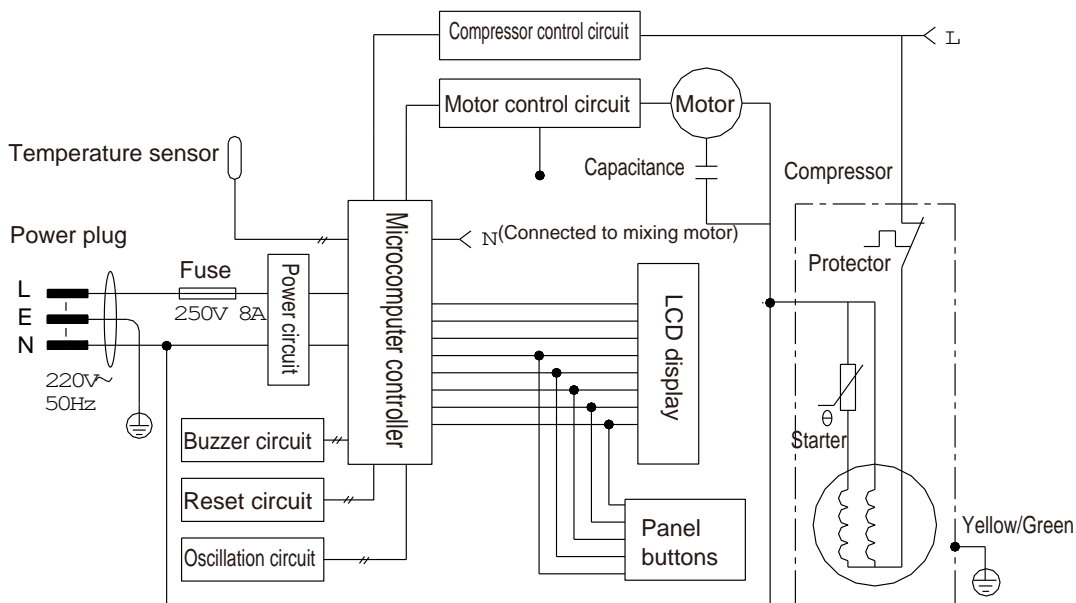 Compressor control circuit
L
Motor control circuit
Motor
Temperature sensor
Capacitance
Compressor
Microcomputer controller
Power plug
N(Connected to mixing motor)
Fuse
Power circuit
Protector
L
250V 8A
LCD display
E
N
220V~
50Hz
θ
Starter
Buzzer circuit
Reset circuit
Panel
buttons
Yellow/Green
Oscillation circuit